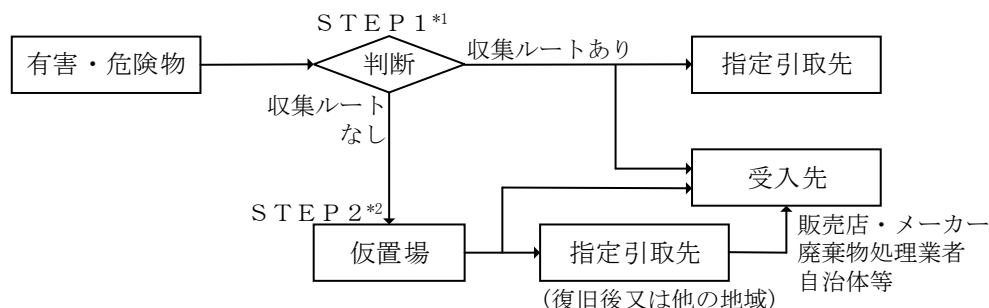 ＳＴＥＰ１*1
有害・危険物
判断
収集ルートあり
指定引取先
収集ルート
なし
受入先
ＳＴＥＰ２*2
仮置場
指定引取先
販売店・メーカー
廃棄物処理業者
自治体等
(復旧後又は他の地域)